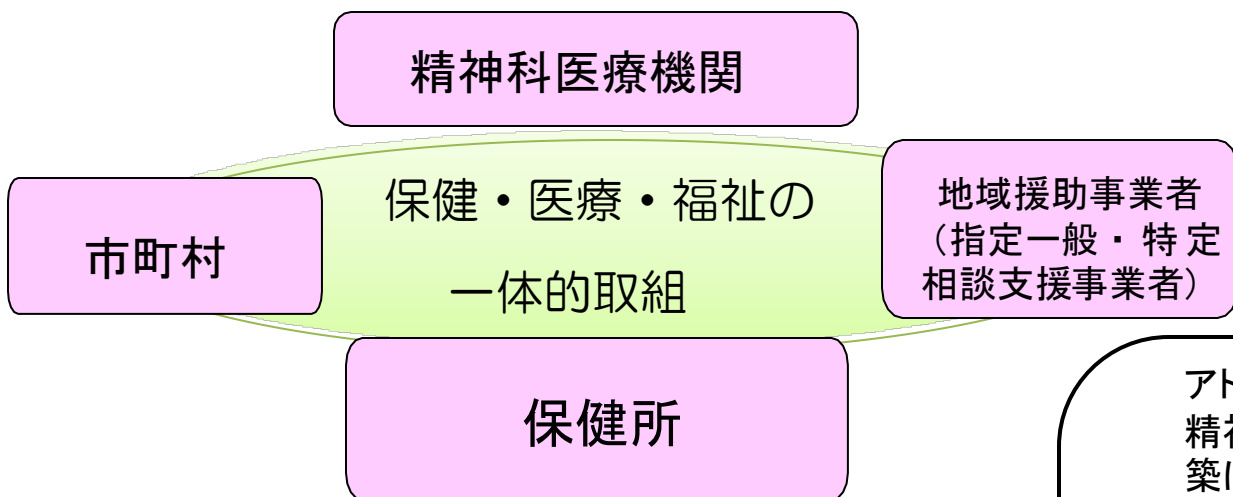 精神科医療機関
保健・医療・福祉の
一体的取組
市町村
地域援助事業者
（指定一般・特定
相談支援事業者）
保健所
アト
精神
築に